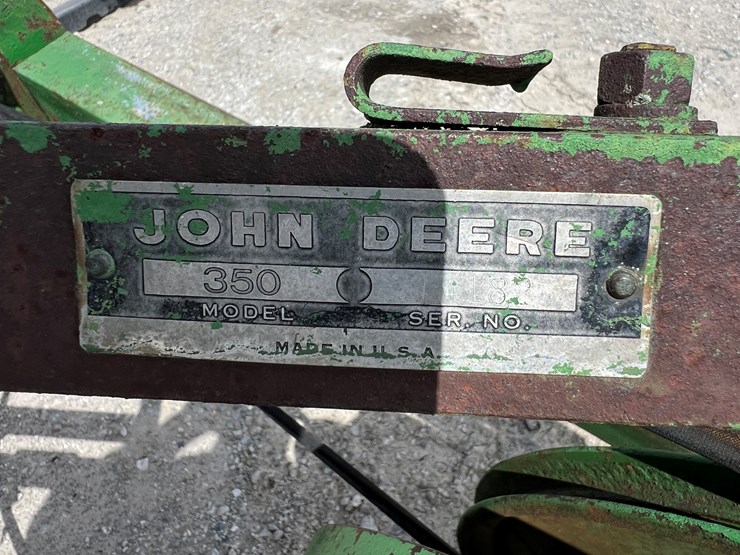 JOHN DEERE
350
MODEL SER. NO.
MADE IN U.S.A.